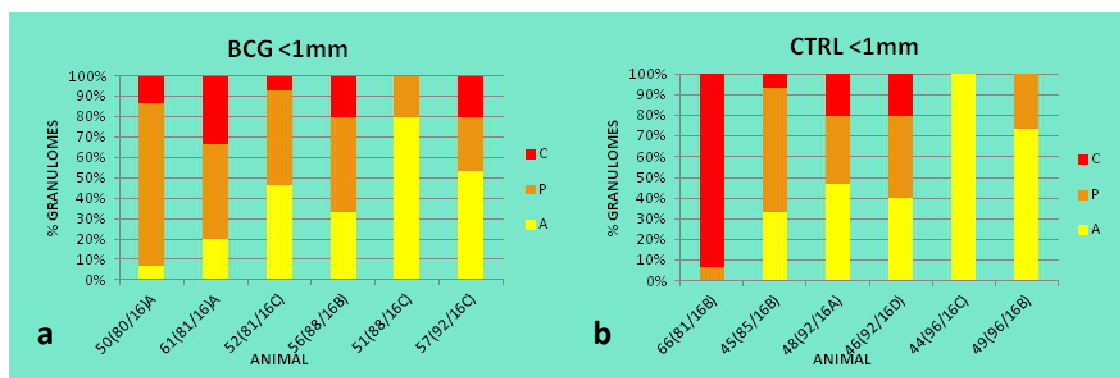 BCG <1mm
100%
90%
80%
70%
60%
50%
40%
30%
20%
10%
0%
% GRANULOMES
C
P
A
50(80/16)A
61(81/16)A
52(81/16C)
56(88/16B)
51(88/16C)
57(92/16C)
ANIMAL
a
CTRL <1mm
100%
90%
80%
70%
60%
50%
40%
30%
20%
10%
0%
% GRANULOMES
C
P
A
66(81/16B)
45(85/16B)
48(92/16A)
46(92/16D)
44(96/16C)
49(96/16B)
ANIMAL
b